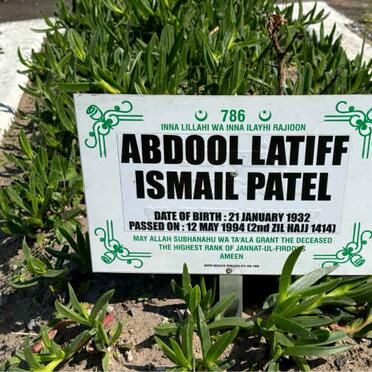 786
INNA LILLAHI WA INNA ILAYHI RAJIOON
ABDOOL LATIFF
ISMAIL PATEL
DATE OF BIRTH : 21 JANUARY 1932
PASSED ON : 12 MAY 1994 (2nd ZIL HAJJ 1414)
MAY ALLAH SUBHANAHU WA TA'ALA GRANT THE DECEASED
THE HIGHEST RANK OF JANNAT-UL-FIRDOUS
AMEEN